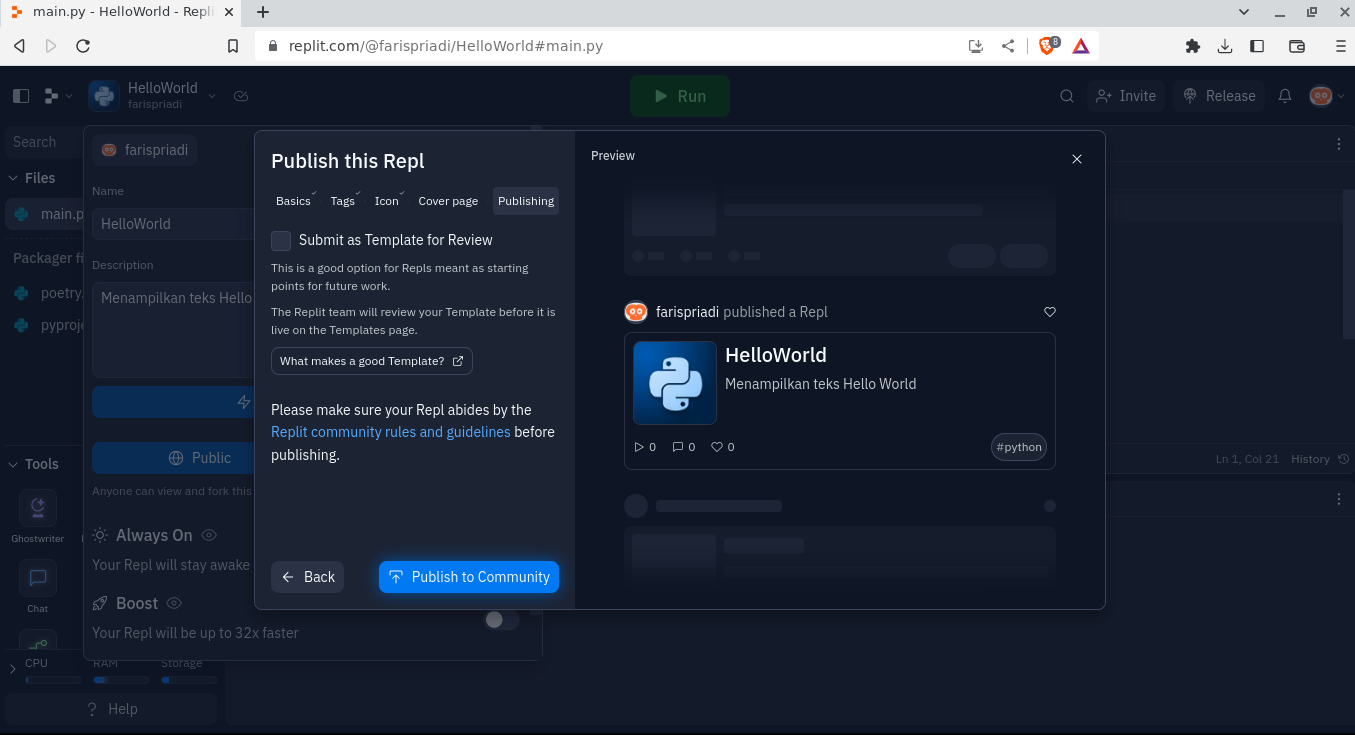 main.py - HelloWorld - Repli
replit.com/@farispriadi/HelloWorld#main.py
8
HelloWorld
farispriadi
Run
Invite
Release
Search
Files
main.p
Packager fi
poetry.
pyproje
Tools
Ghostwriter
Chat
CPU
RAM
Storage
Help
farispriadi
Name
HelloWorld
Description
Menampilkan teks Hello
Public
Anyone can view and fork this
Always On
Your Repl will stay awake
Boost
Your Repl will be up to 32x faster
Publish this Repl
Basics
Tags
Icon
Cover page
Publishing
Submit as Template for Review
This is a good option for Repls meant as starting
points for future work.
The Replit team will review your Template before it is
live on the Templates page.
What makes a good Template?
Please make sure your Repl abides by the
Replit community rules and guidelines before
publishing.
Back
Publish to Community
Preview
farispriadi published a Repl
HelloWorld
Menampilkan teks Hello World
0
0
0
#python
Ln 1, Col 21
History